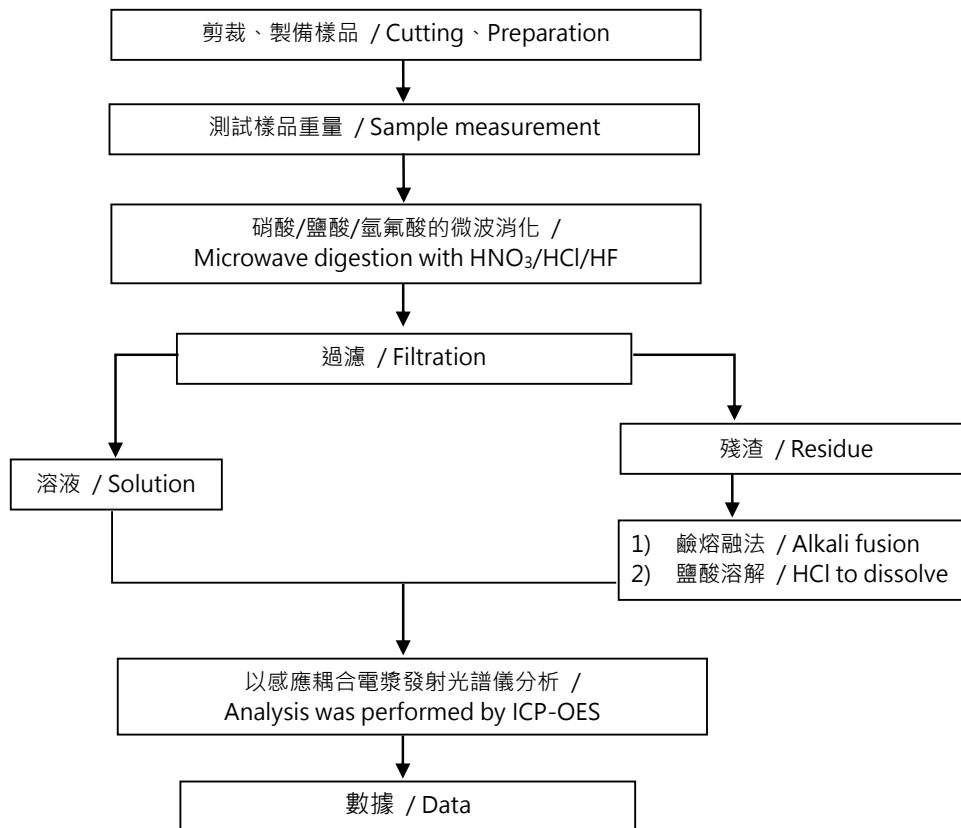 剪裁、製備樣品 / Cutting、Preparation
測試樣品重量 / Sample measurement
硝酸/鹽酸/氫氟酸的微波消化 /
Microwave digestion with HNO₃/HCl/HF
過濾 / Filtration
溶液 / Solution
殘渣 / Residue
1) 鹼熔融法 / Alkali fusion
2) 鹽酸溶解 / HCl to dissolve
以感應耦合電漿發射光譜儀分析 /
Analysis was performed by ICP-OES
數據 / Data